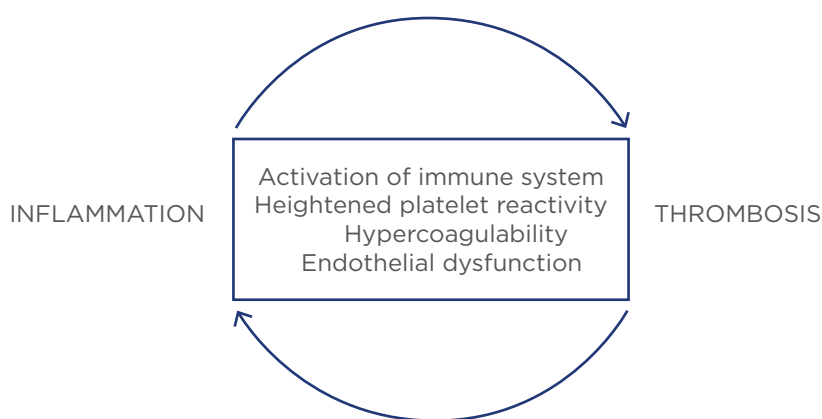 INFLAMMATION
Activation of immune system
Heightened platelet reactivity
Hypercoagulability
Endothelial dysfunction
THROMBOSIS